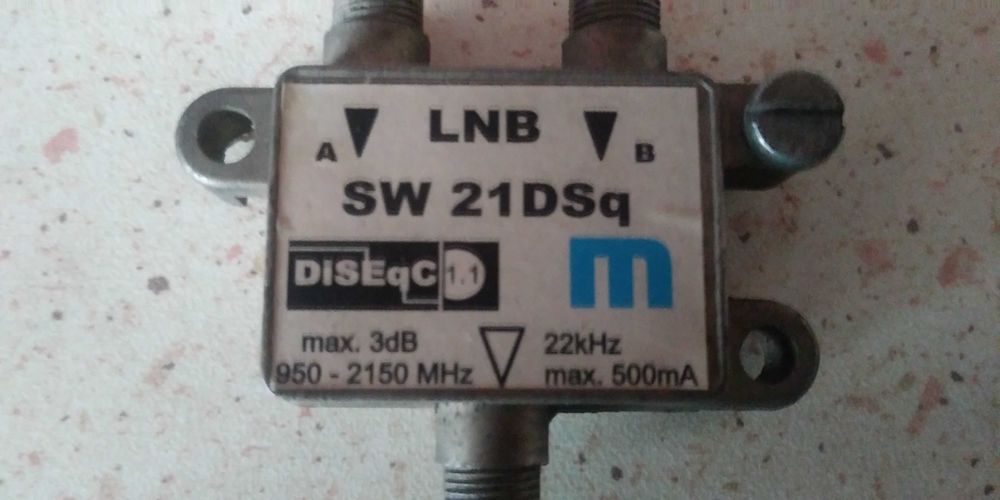 LNB
A B
SW 21DSq
DiSEqC 1.1 m
max. 3dB 22kHz
950 - 2150 MHz max. 500mA